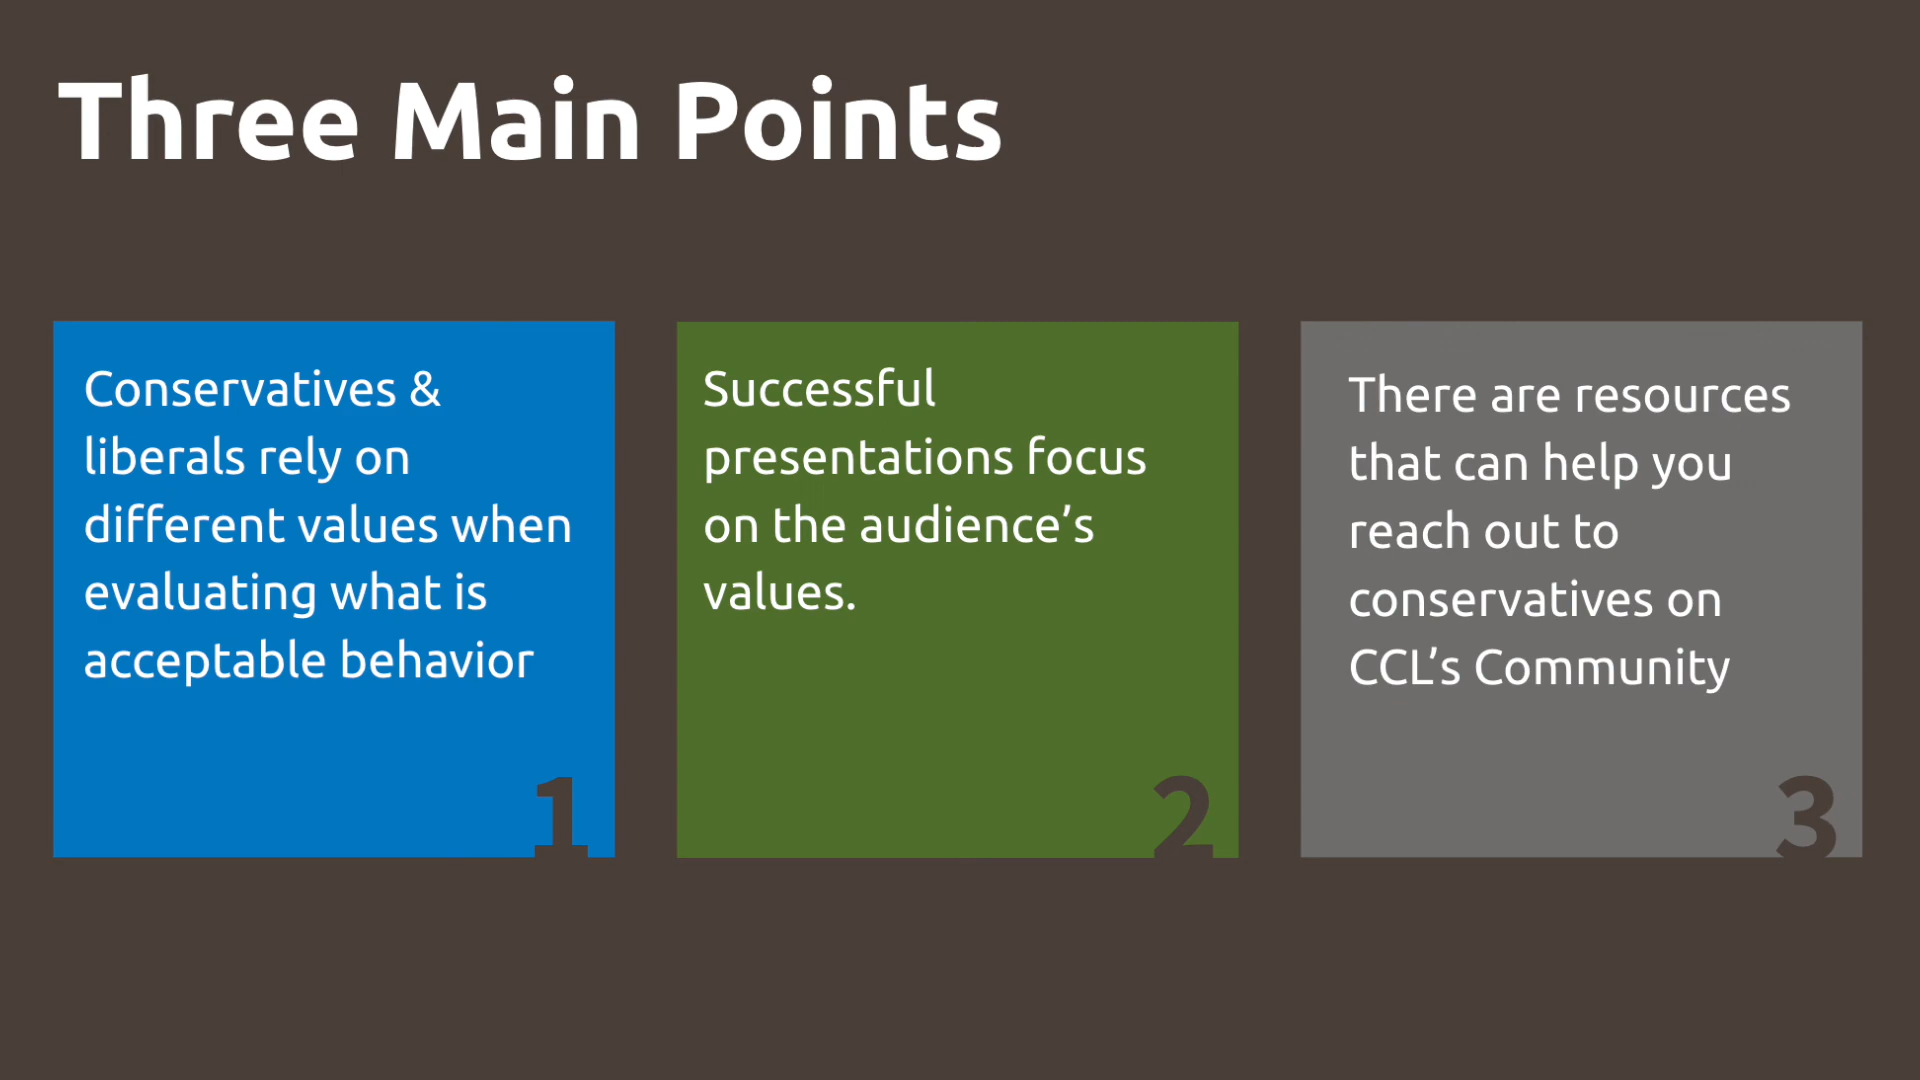 Three Main Points
Conservatives &
liberals rely on
different values when
evaluating what is
acceptable behavior
1
Successful
presentations focus
on the audience’s
values.
2
There are resources
that can help you
reach out to
conservatives on
CCL’s Community
3